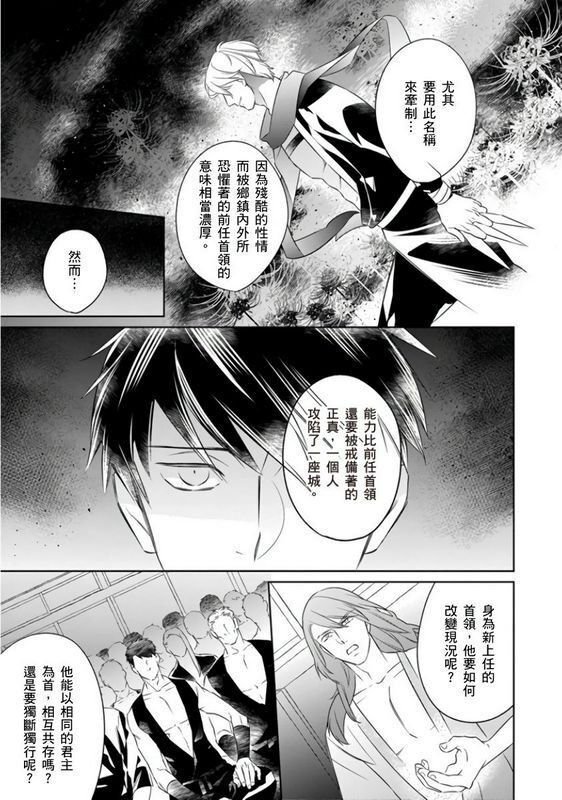 尤其
要用此名稱
來牽制…
因為殘酷的性情
而被鄉鎮內外所
恐懼著的前任首領的
意味相當濃厚。
然而…
能力比前任首領
還要被戒備著的
正真，一個人
攻陷了一座城。
身為新上任的
首領，他要如何
改變現況呢？
他能以相同的君主
為首，相互共存嗎？
還是要獨斷獨行呢？